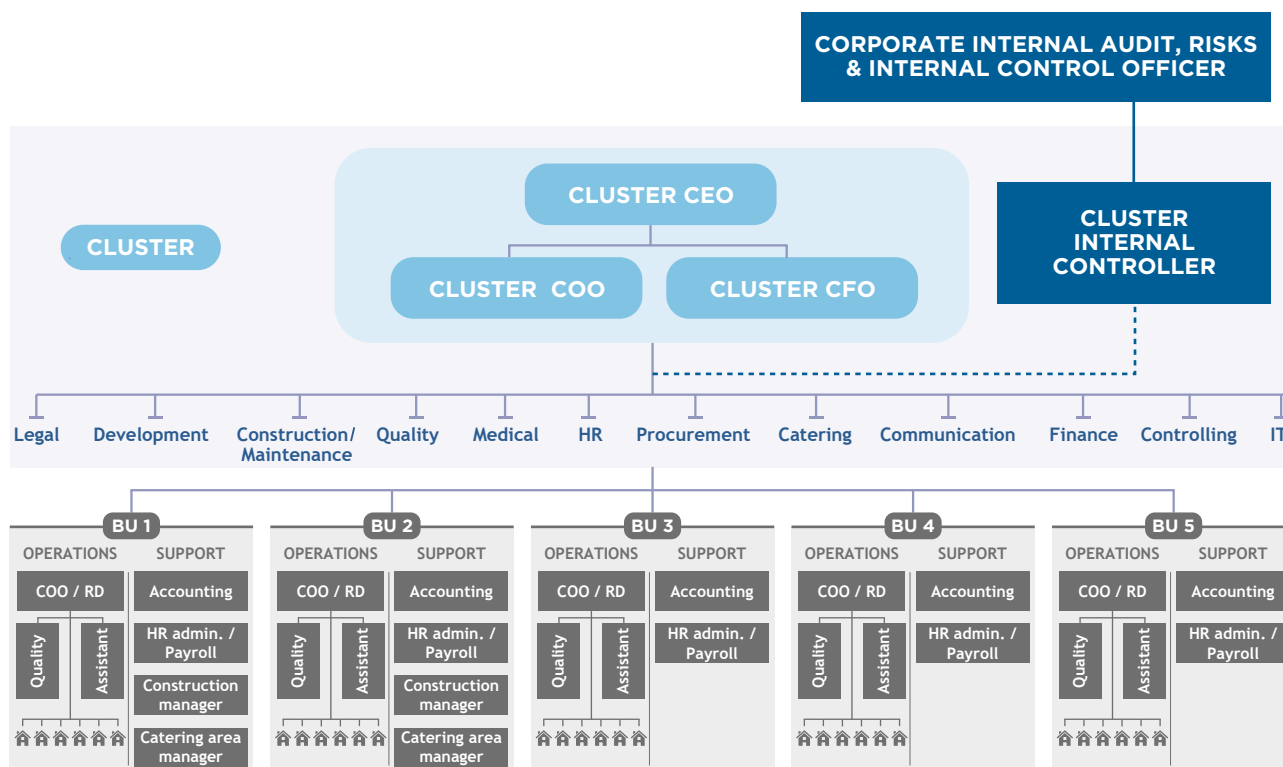 CORPORATE INTERNAL AUDIT, RISKS
& INTERNAL CONTROL OFFICER
CLUSTER
CLUSTER CEO
CLUSTER COO
CLUSTER CFO
CLUSTER
INTERNAL
CONTROLLER
Legal
Development
Construction/
Maintenance
Quality
Medical
HR
Procurement
Catering
Communication
Finance
Controlling
IT
BU 1
OPERATIONS
SUPPORT
COO / RD
Quality
Assistant
Accounting
HR admin. /
Payroll
Construction
manager
Catering area
manager
BU 2
OPERATIONS
SUPPORT
COO / RD
Quality
Assistant
Accounting
HR admin. /
Payroll
Construction
manager
Catering area
manager
BU 3
OPERATIONS
SUPPORT
COO / RD
Quality
Assistant
Accounting
HR admin. /
Payroll
BU 4
OPERATIONS
SUPPORT
COO / RD
Quality
Assistant
Accounting
HR admin. /
Payroll
BU 5
OPERATIONS
SUPPORT
COO / RD
Quality
Assistant
Accounting
HR admin. /
Payroll